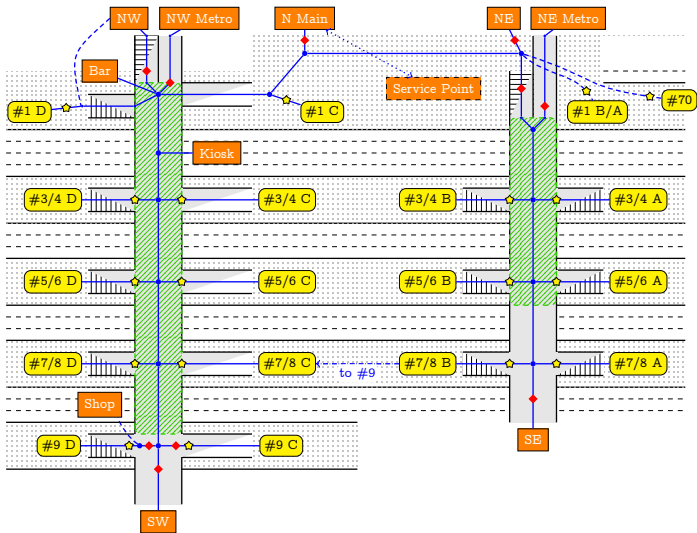 NW
NW Metro
N Main
NE
NE Metro
Bar
Service Point
#1 D
#1 C
#1 B/A
#70
Kiosk
#3/4 D
#3/4 C
#3/4 B
#3/4 A
#5/6 D
#5/6 C
#5/6 B
#5/6 A
#7/8 D
#7/8 C
to #9
#7/8 B
#7/8 A
Shop
#9 D
#9 C
SE
SW